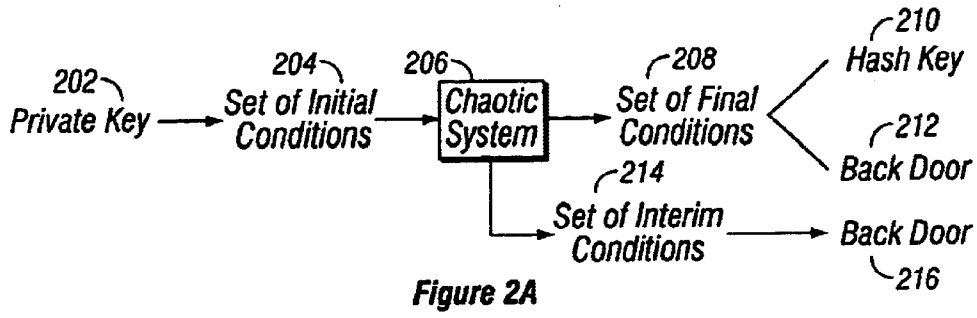 210
Hash Key
202
Private Key
204
Set of Initial
Conditions
206
Chaotic
System
208
Set of Final
Conditions
212
Back Door
214
Set of Interim
Conditions
Back Door
216
Figure 2A